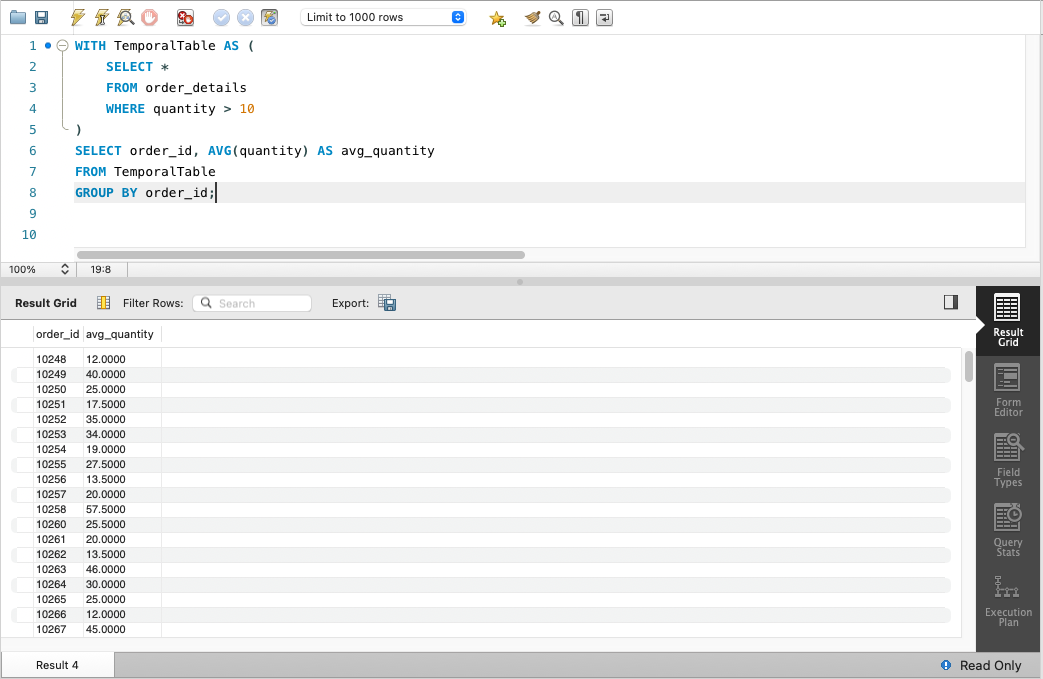 Limit to 1000 rows
1 WITH TemporalTable AS (
2 SELECT *
3 FROM order_details
4 WHERE quantity > 10
5 )
6 SELECT order_id, AVG(quantity) AS avg_quantity
7 FROM TemporalTable
8 GROUP BY order_id;
9
10
100% 19:8
Result Grid Filter Rows: Search Export:
order_id avg_quantity
10248 12.0000
10249 40.0000
10250 25.0000
10251 17.5000
10252 35.0000
10253 34.0000
10254 19.0000
10255 27.5000
10256 13.5000
10257 20.0000
10258 57.5000
10260 25.5000
10261 20.0000
10262 13.5000
10263 46.0000
10264 30.0000
10265 25.0000
10266 12.0000
10267 45.0000
Result
Grid
Form
Editor
Field
Types
Query
Stats
Execution
Plan
Result 4 Read Only